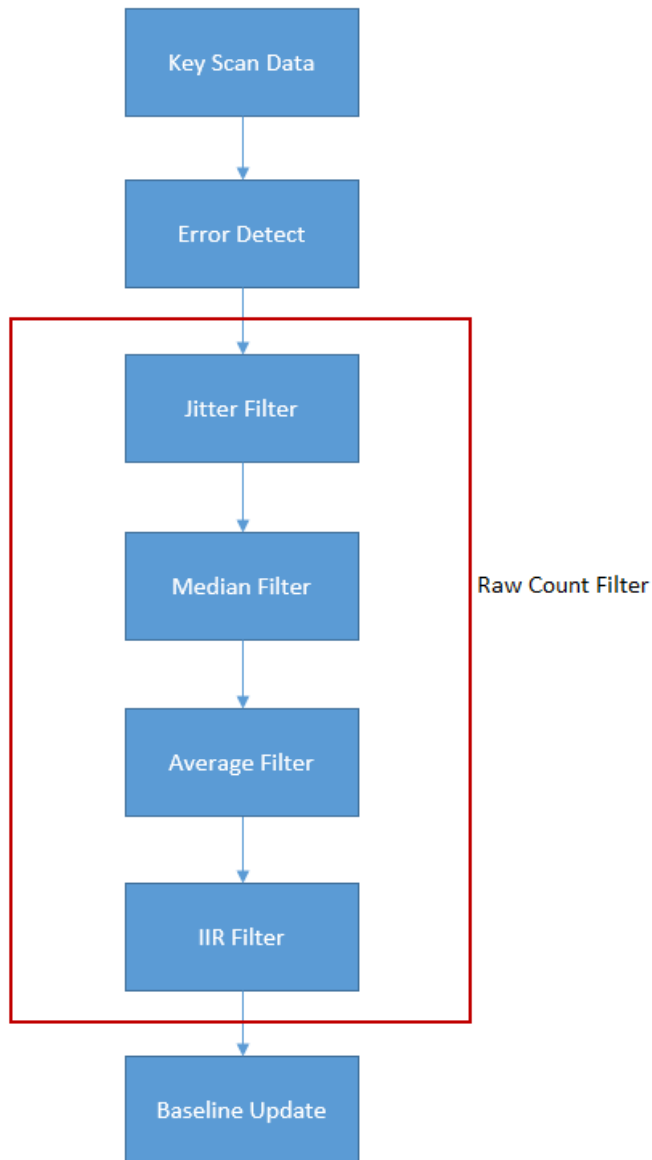 Key Scan Data
Error Detect
Jitter Filter
Median Filter
Raw Count Filter
Average Filter
IIR Filter
Baseline Update